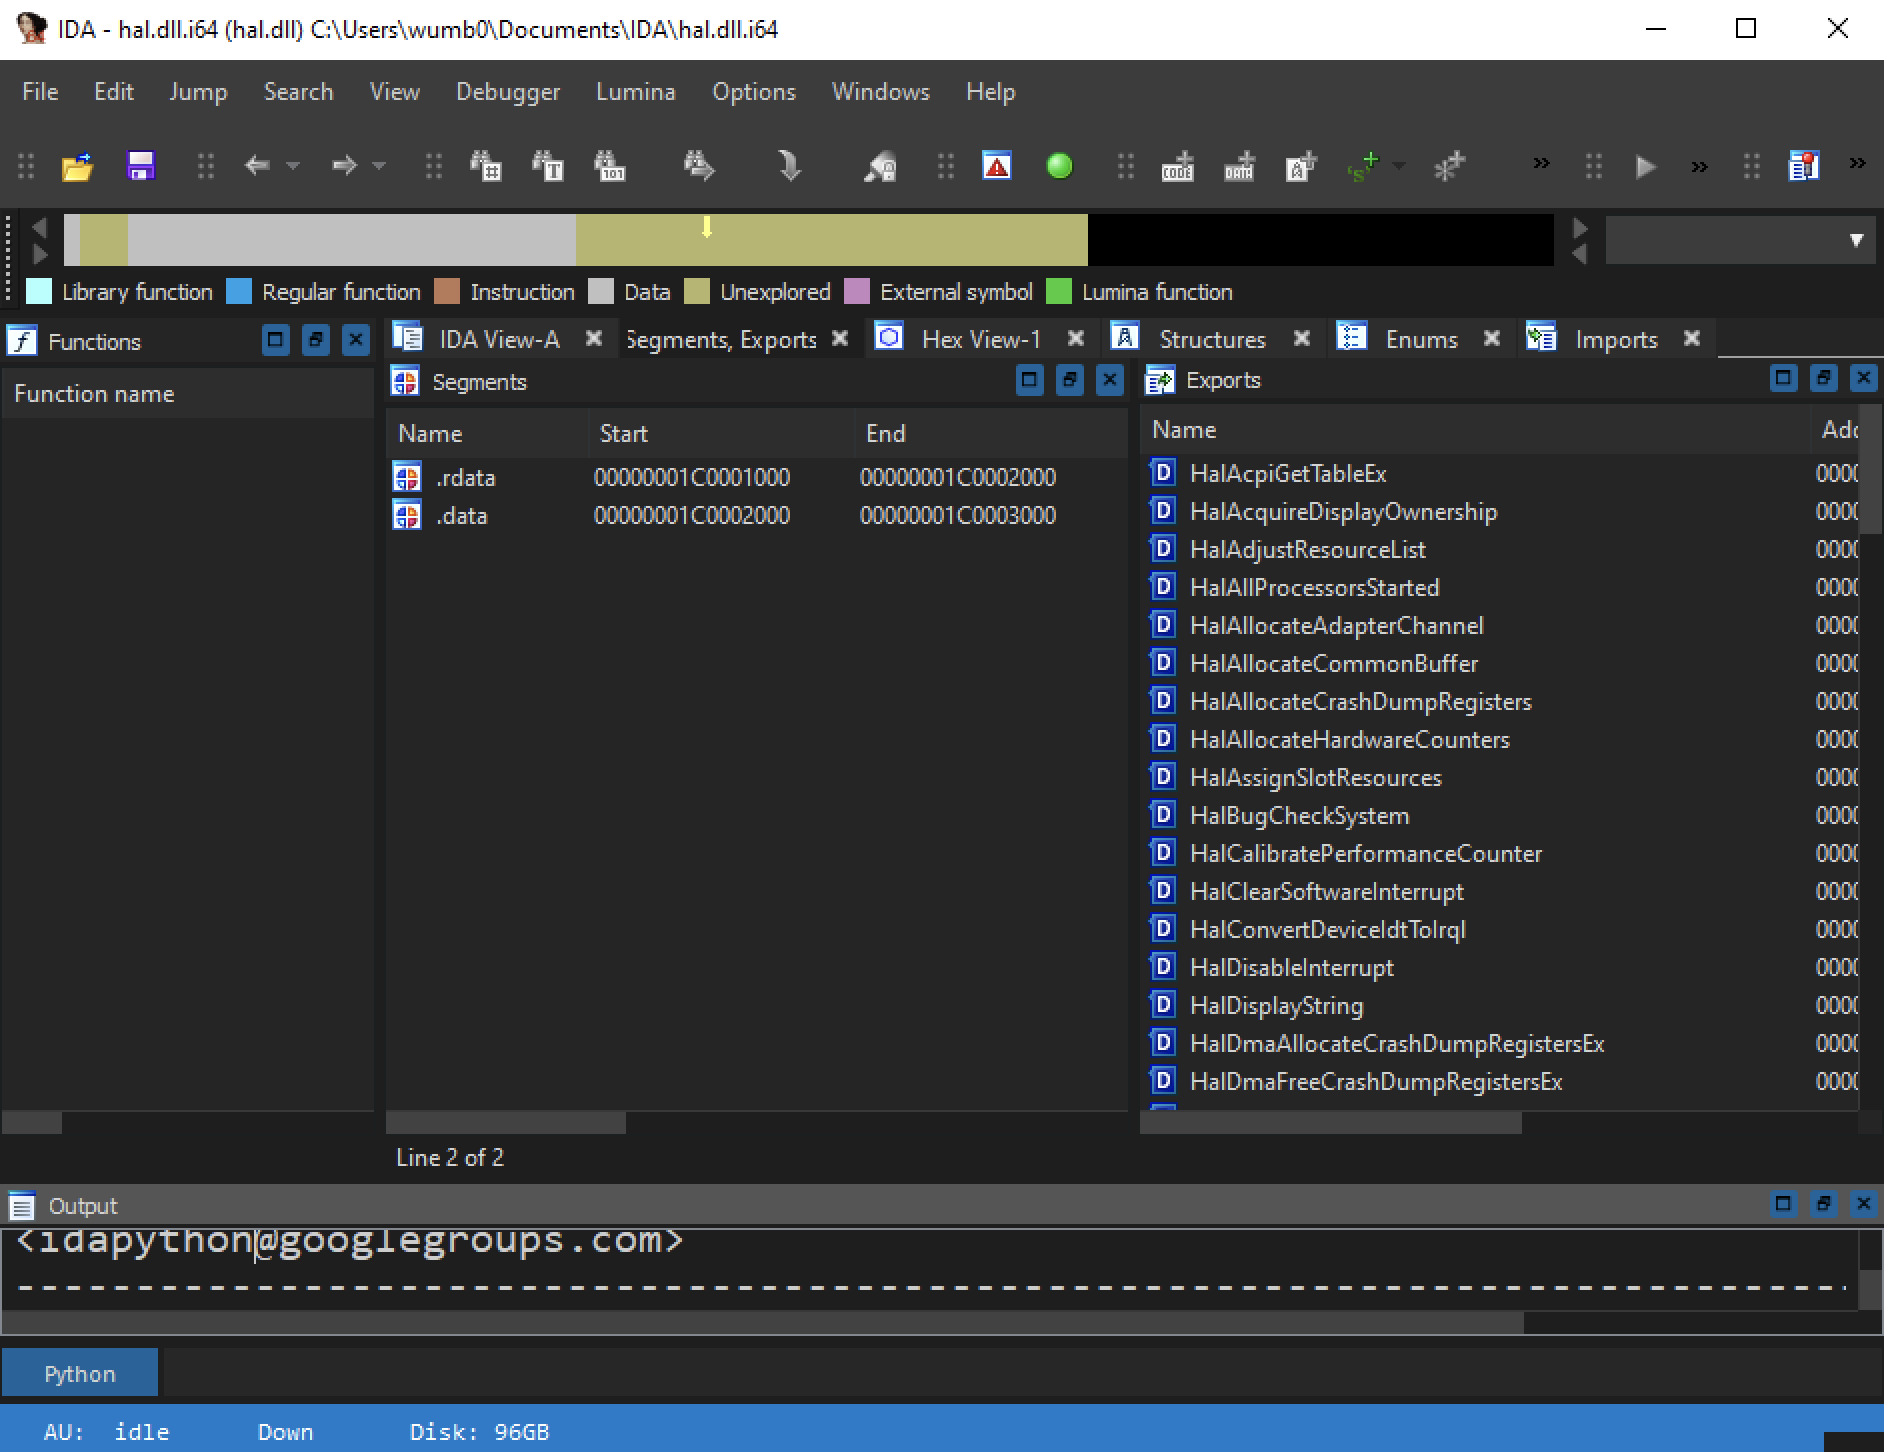 IDA - hal.dll.i64 (hal.dll) C:\Users\wumb0\Documents\IDA\hal.dll.i64
File Edit Jump Search View Debugger Lumina Options Windows Help
Library function Regular function Instruction Data Unexplored External symbol Lumina function
Functions
IDA View-A Segments, Exports Hex View-1 Structures Enums Imports
Function name
Segments
Name Start End
.rdata 00000001C0001000 00000001C0002000
.data 00000001C0002000 00000001C0003000
Line 2 of 2
Exports
Name Adc
HalAcpiGetTableEx 0000
HalAcquireDisplayOwnership 0000
HalAdjustResourceList 0000
HalAllProcessorsStarted 0000
HalAllocateAdapterChannel 0000
HalAllocateCommonBuffer 0000
HalAllocateCrashDumpRegisters 0000
HalAllocateHardwareCounters 0000
HalAssignSlotResources 0000
HalBugCheckSystem 0000
HalCalibratePerformanceCounter 0000
HalClearSoftwareInterrupt 0000
HalConvertDeviceIdtToIrql 0000
HalDisableInterrupt 0000
HalDisplayString 0000
HalDmaAllocateCrashDumpRegistersEx 0000
HalDmaFreeCrashDumpRegistersEx 0000
Output
<idapython@googlegroups.com>
-----------------------------------------------------------------------------
Python
AU: idle Down Disk: 96GB